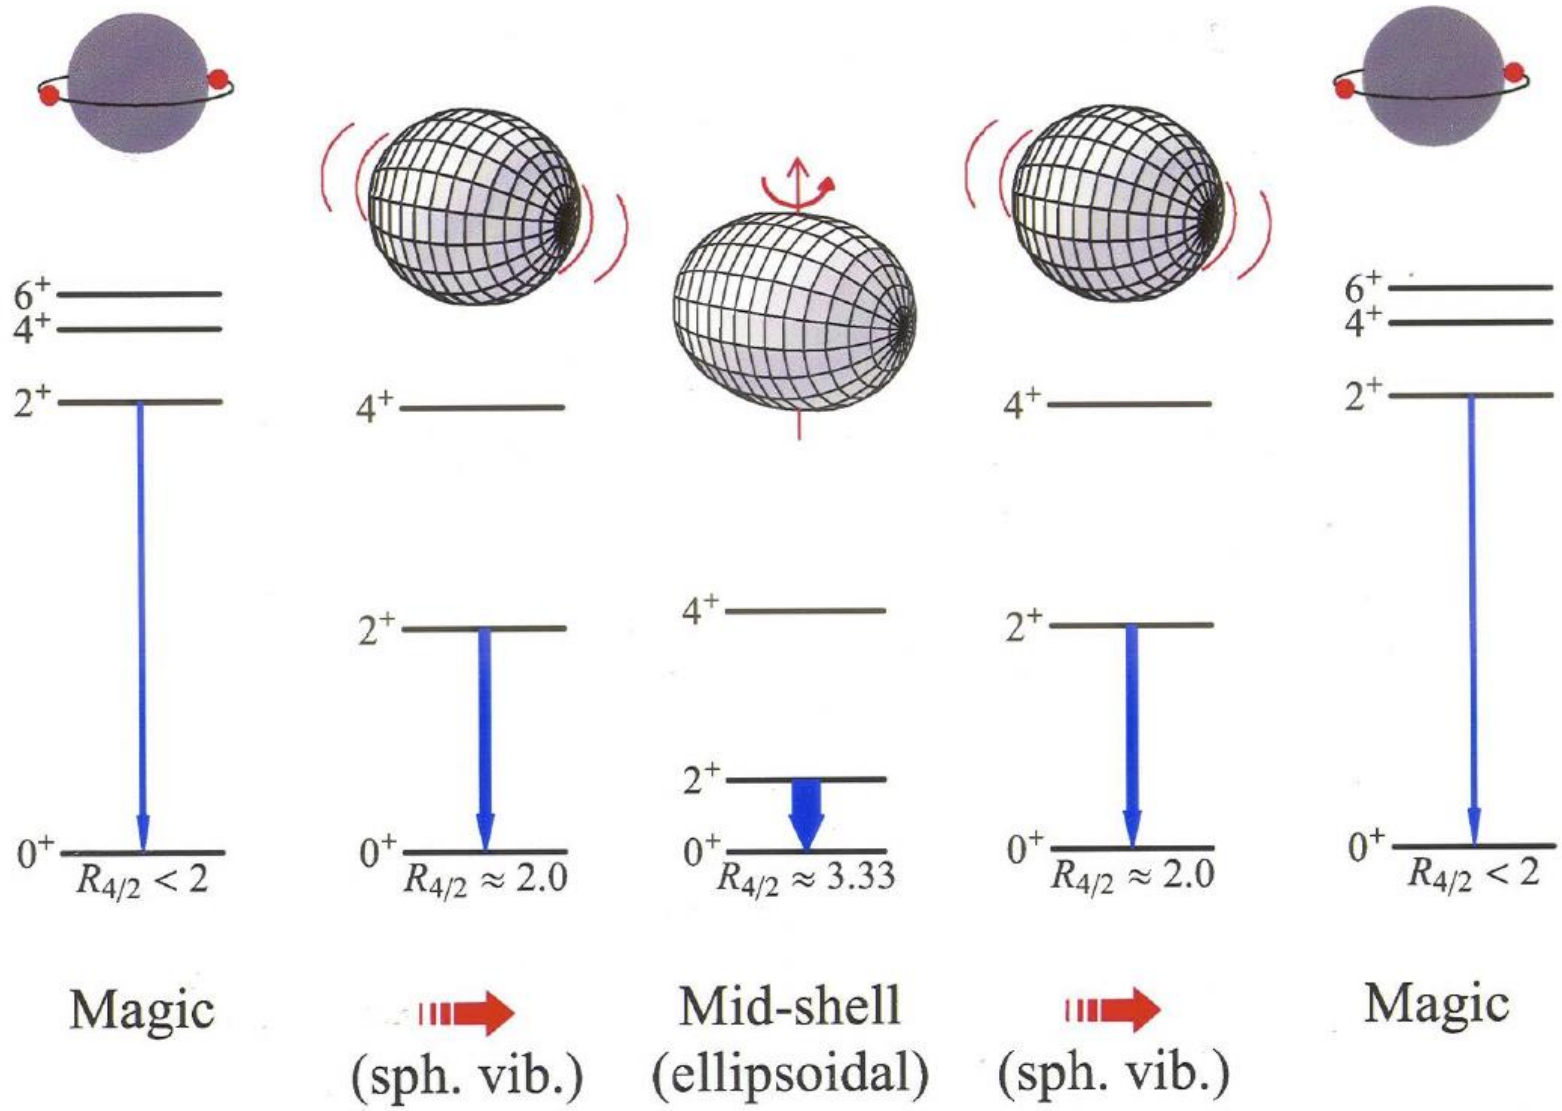 6⁺
4⁺
2⁺
0⁺
R₄/₂ < 2
4⁺
2⁺
0⁺
R₄/₂ ≈ 2.0
4⁺
2⁺
0⁺
R₄/₂ ≈ 3.33
4⁺
2⁺
0⁺
R₄/₂ ≈ 2.0
6⁺
4⁺
2⁺
0⁺
R₄/₂ < 2
Magic
(sph. vib.)
Mid-shell
(ellipsoidal)
(sph. vib.)
Magic